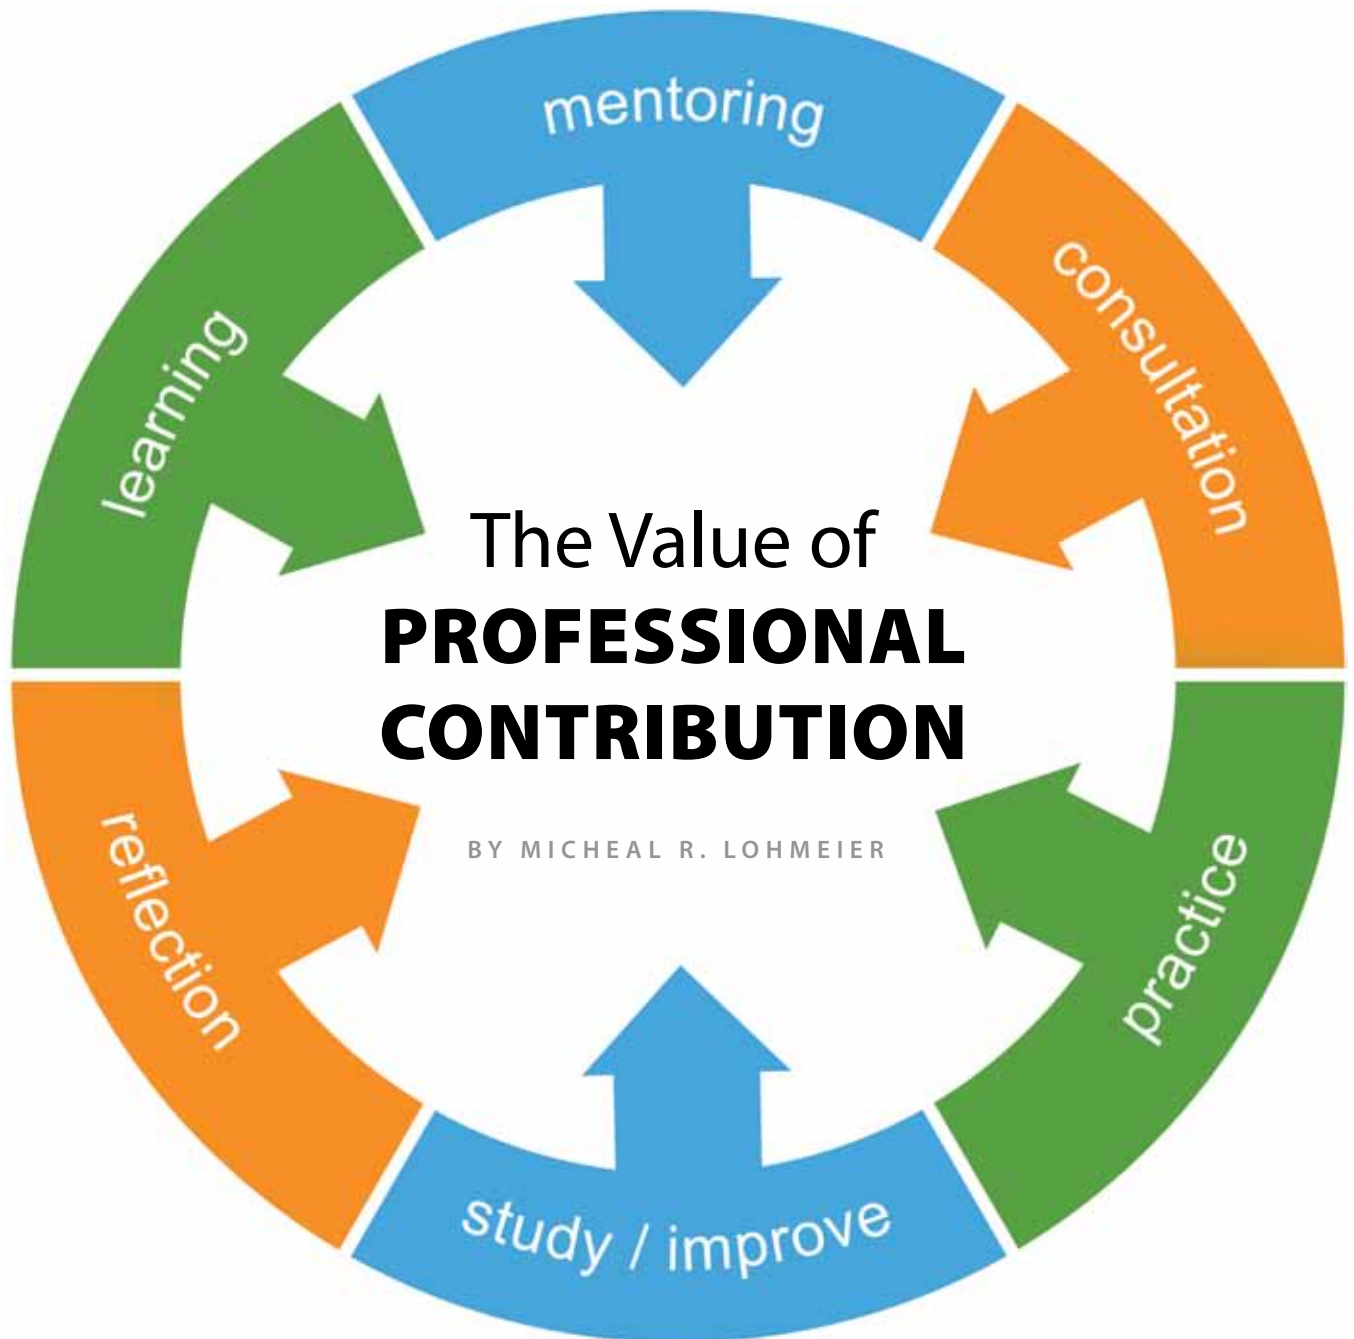 mentoring
consultation
learning
The Value of
PROFESSIONAL
CONTRIBUTION
BY MICHEAL R. LOHMEIER
reflection
practice
study / improve